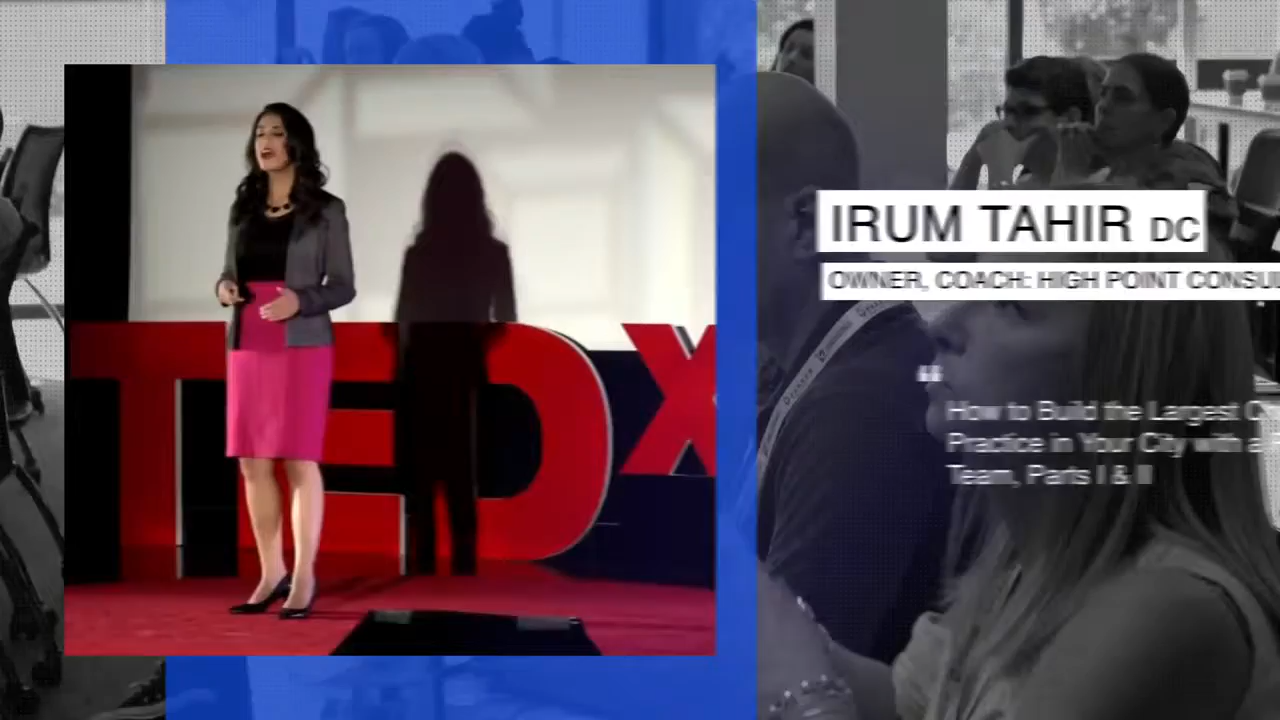 TEDx
IRUM TAHIR DC
OWNER, COACH: HIGH POINT
How to Build the Largest
Practice in Your City with a
Team, Parts I & II